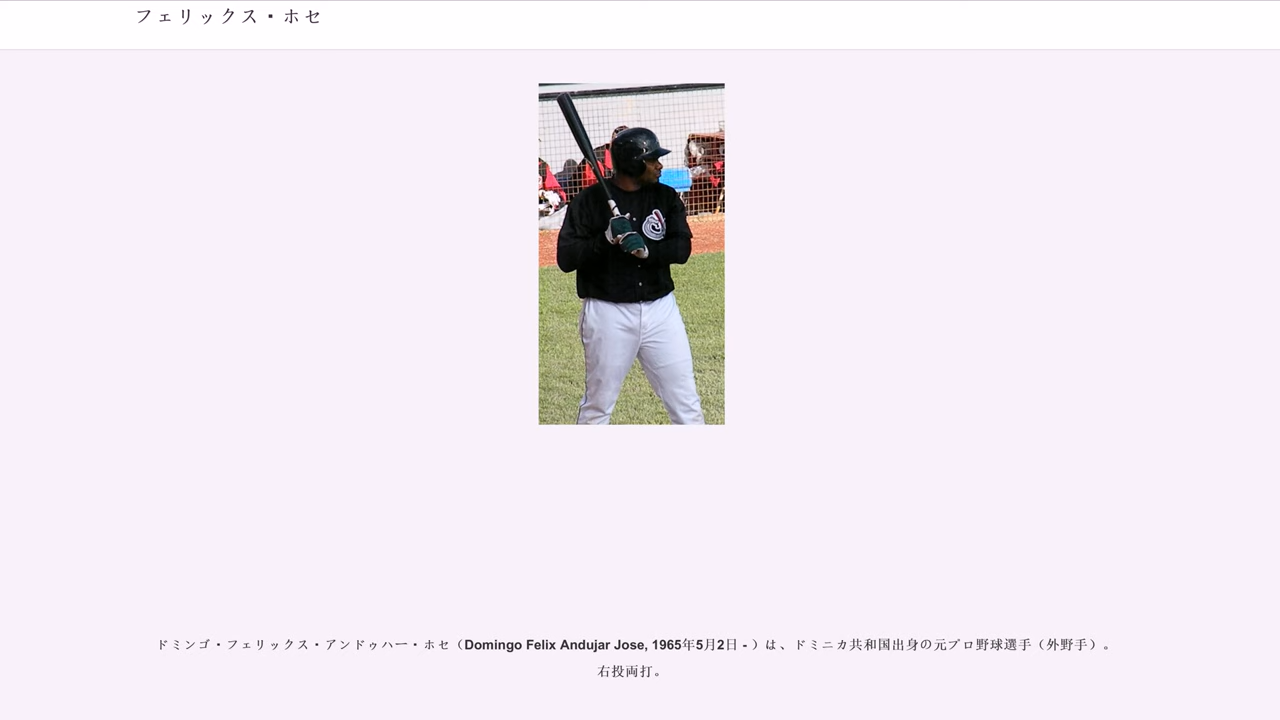 フェリックス・ホセ
ドミンゴ・フェリックス・アンドゥハー・ホセ（Domingo Felix Andujar Jose, 1965年5月2日 - ）は、ドミニカ共和国出身の元プロ野球選手（外野手）。
右投両打。